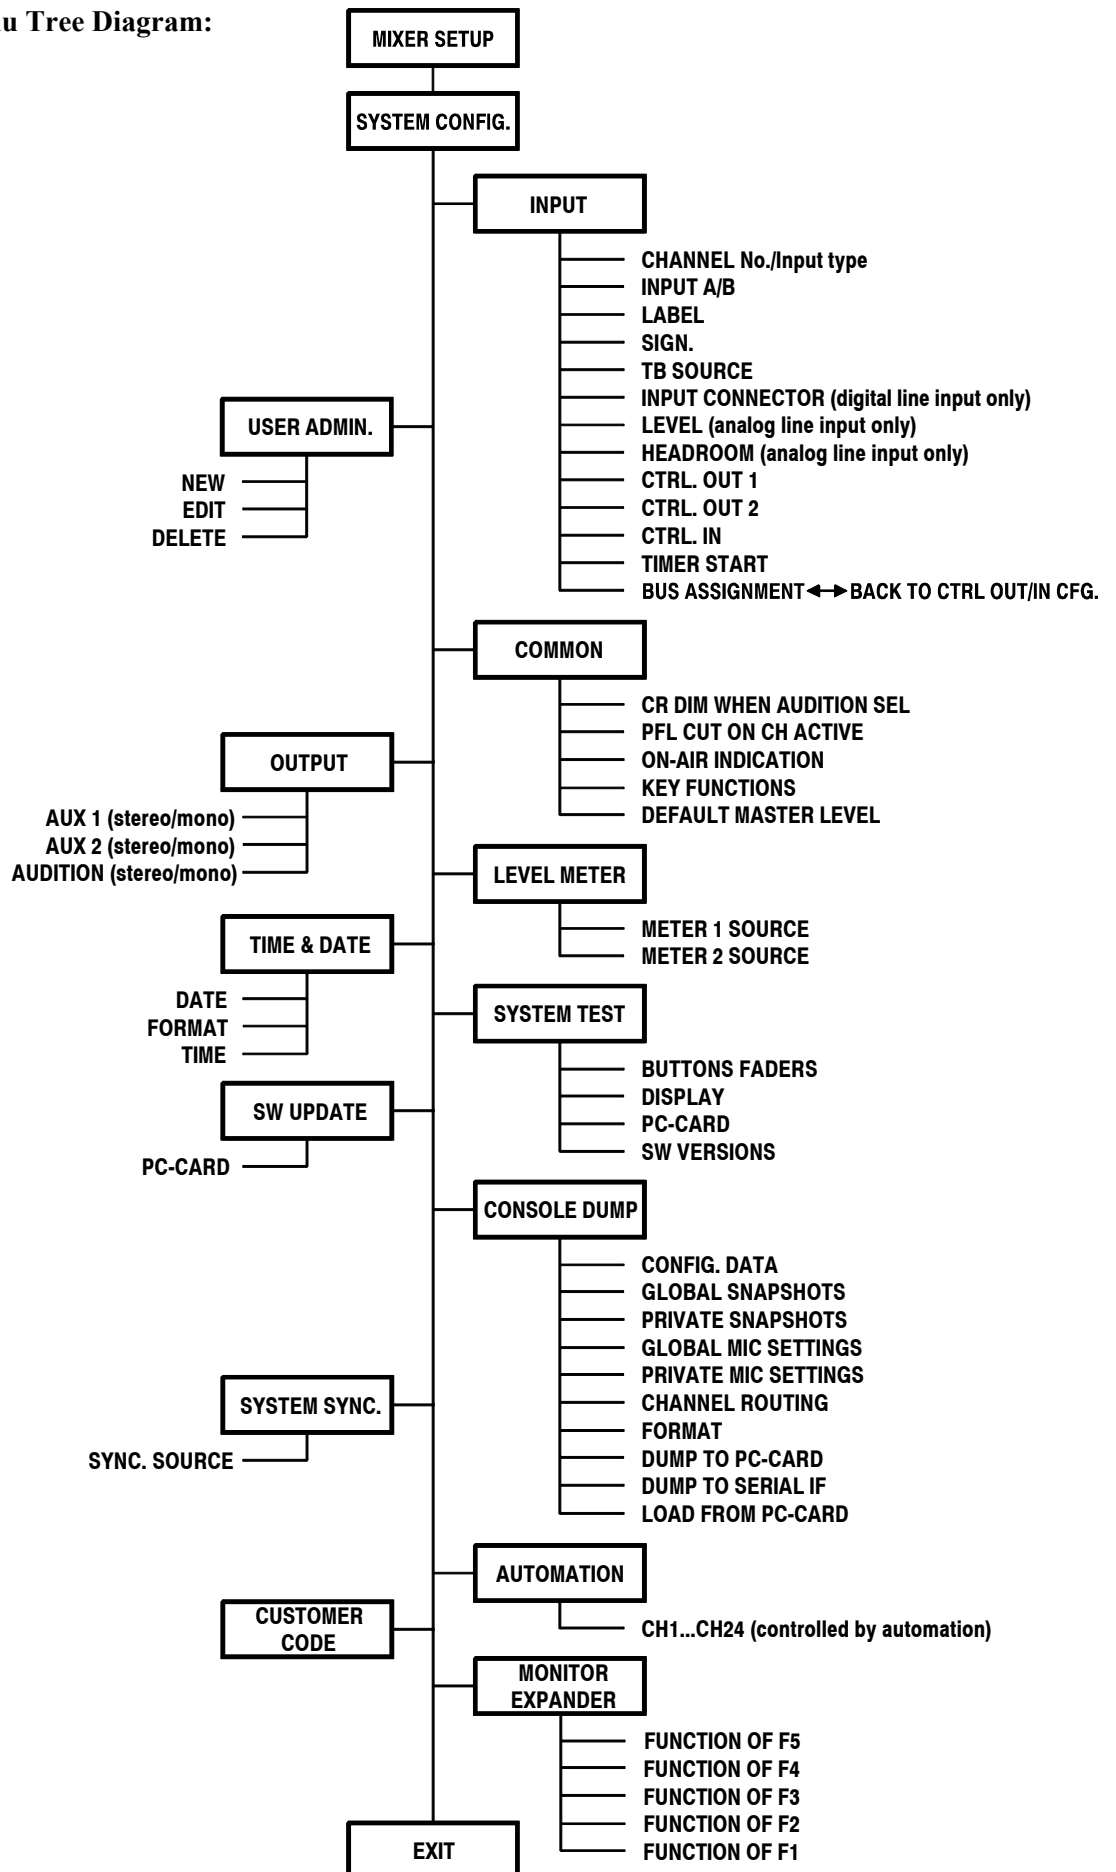 u Tree Diagram:
MIXER SETUP
SYSTEM CONFIG.
INPUT
CHANNEL No./Input type
INPUT A/B
LABEL
SIGN.
TB SOURCE
INPUT CONNECTOR (digital line input only)
LEVEL (analog line input only)
HEADROOM (analog line input only)
CTRL. OUT 1
CTRL. OUT 2
CTRL. IN
TIMER START
BUS ASSIGNMENT ↔ BACK TO CTRL OUT/IN CFG.
USER ADMIN.
NEW
EDIT
DELETE
COMMON
CR DIM WHEN AUDITION SEL
PFL CUT ON CH ACTIVE
ON-AIR INDICATION
KEY FUNCTIONS
DEFAULT MASTER LEVEL
OUTPUT
AUX 1 (stereo/mono)
AUX 2 (stereo/mono)
AUDITION (stereo/mono)
LEVEL METER
METER 1 SOURCE
METER 2 SOURCE
TIME & DATE
DATE
FORMAT
TIME
SYSTEM TEST
BUTTONS FADERS
DISPLAY
PC-CARD
SW VERSIONS
SW UPDATE
PC-CARD
CONSOLE DUMP
CONFIG. DATA
GLOBAL SNAPSHOTS
PRIVATE SNAPSHOTS
GLOBAL MIC SETTINGS
PRIVATE MIC SETTINGS
CHANNEL ROUTING
FORMAT
DUMP TO PC-CARD
DUMP TO SERIAL IF
LOAD FROM PC-CARD
SYSTEM SYNC.
SYNC. SOURCE
AUTOMATION
CH1...CH24 (controlled by automation)
CUSTOMER
CODE
MONITOR
EXPANDER
FUNCTION OF F5
FUNCTION OF F4
FUNCTION OF F3
FUNCTION OF F2
FUNCTION OF F1
EXIT